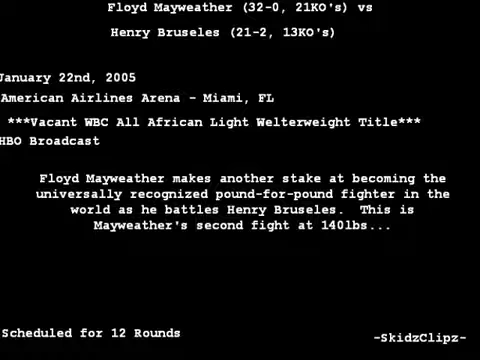 Floyd Mayweather (32-0, 21KO's) vs
Henry Bruseles (21-2, 13KO's)
January 22nd, 2005
American Airlines Arena - Miami, FL
***Vacant WBC All African Light Welterweight Title***
HBO Broadcast
Floyd Mayweather makes another stake at becoming the
universally recognized pound-for-pound fighter in the
world as he battles Henry Bruseles. This is
Mayweather's second fight at 140lbs...
Scheduled for 12 Rounds
-SkidzClipz-